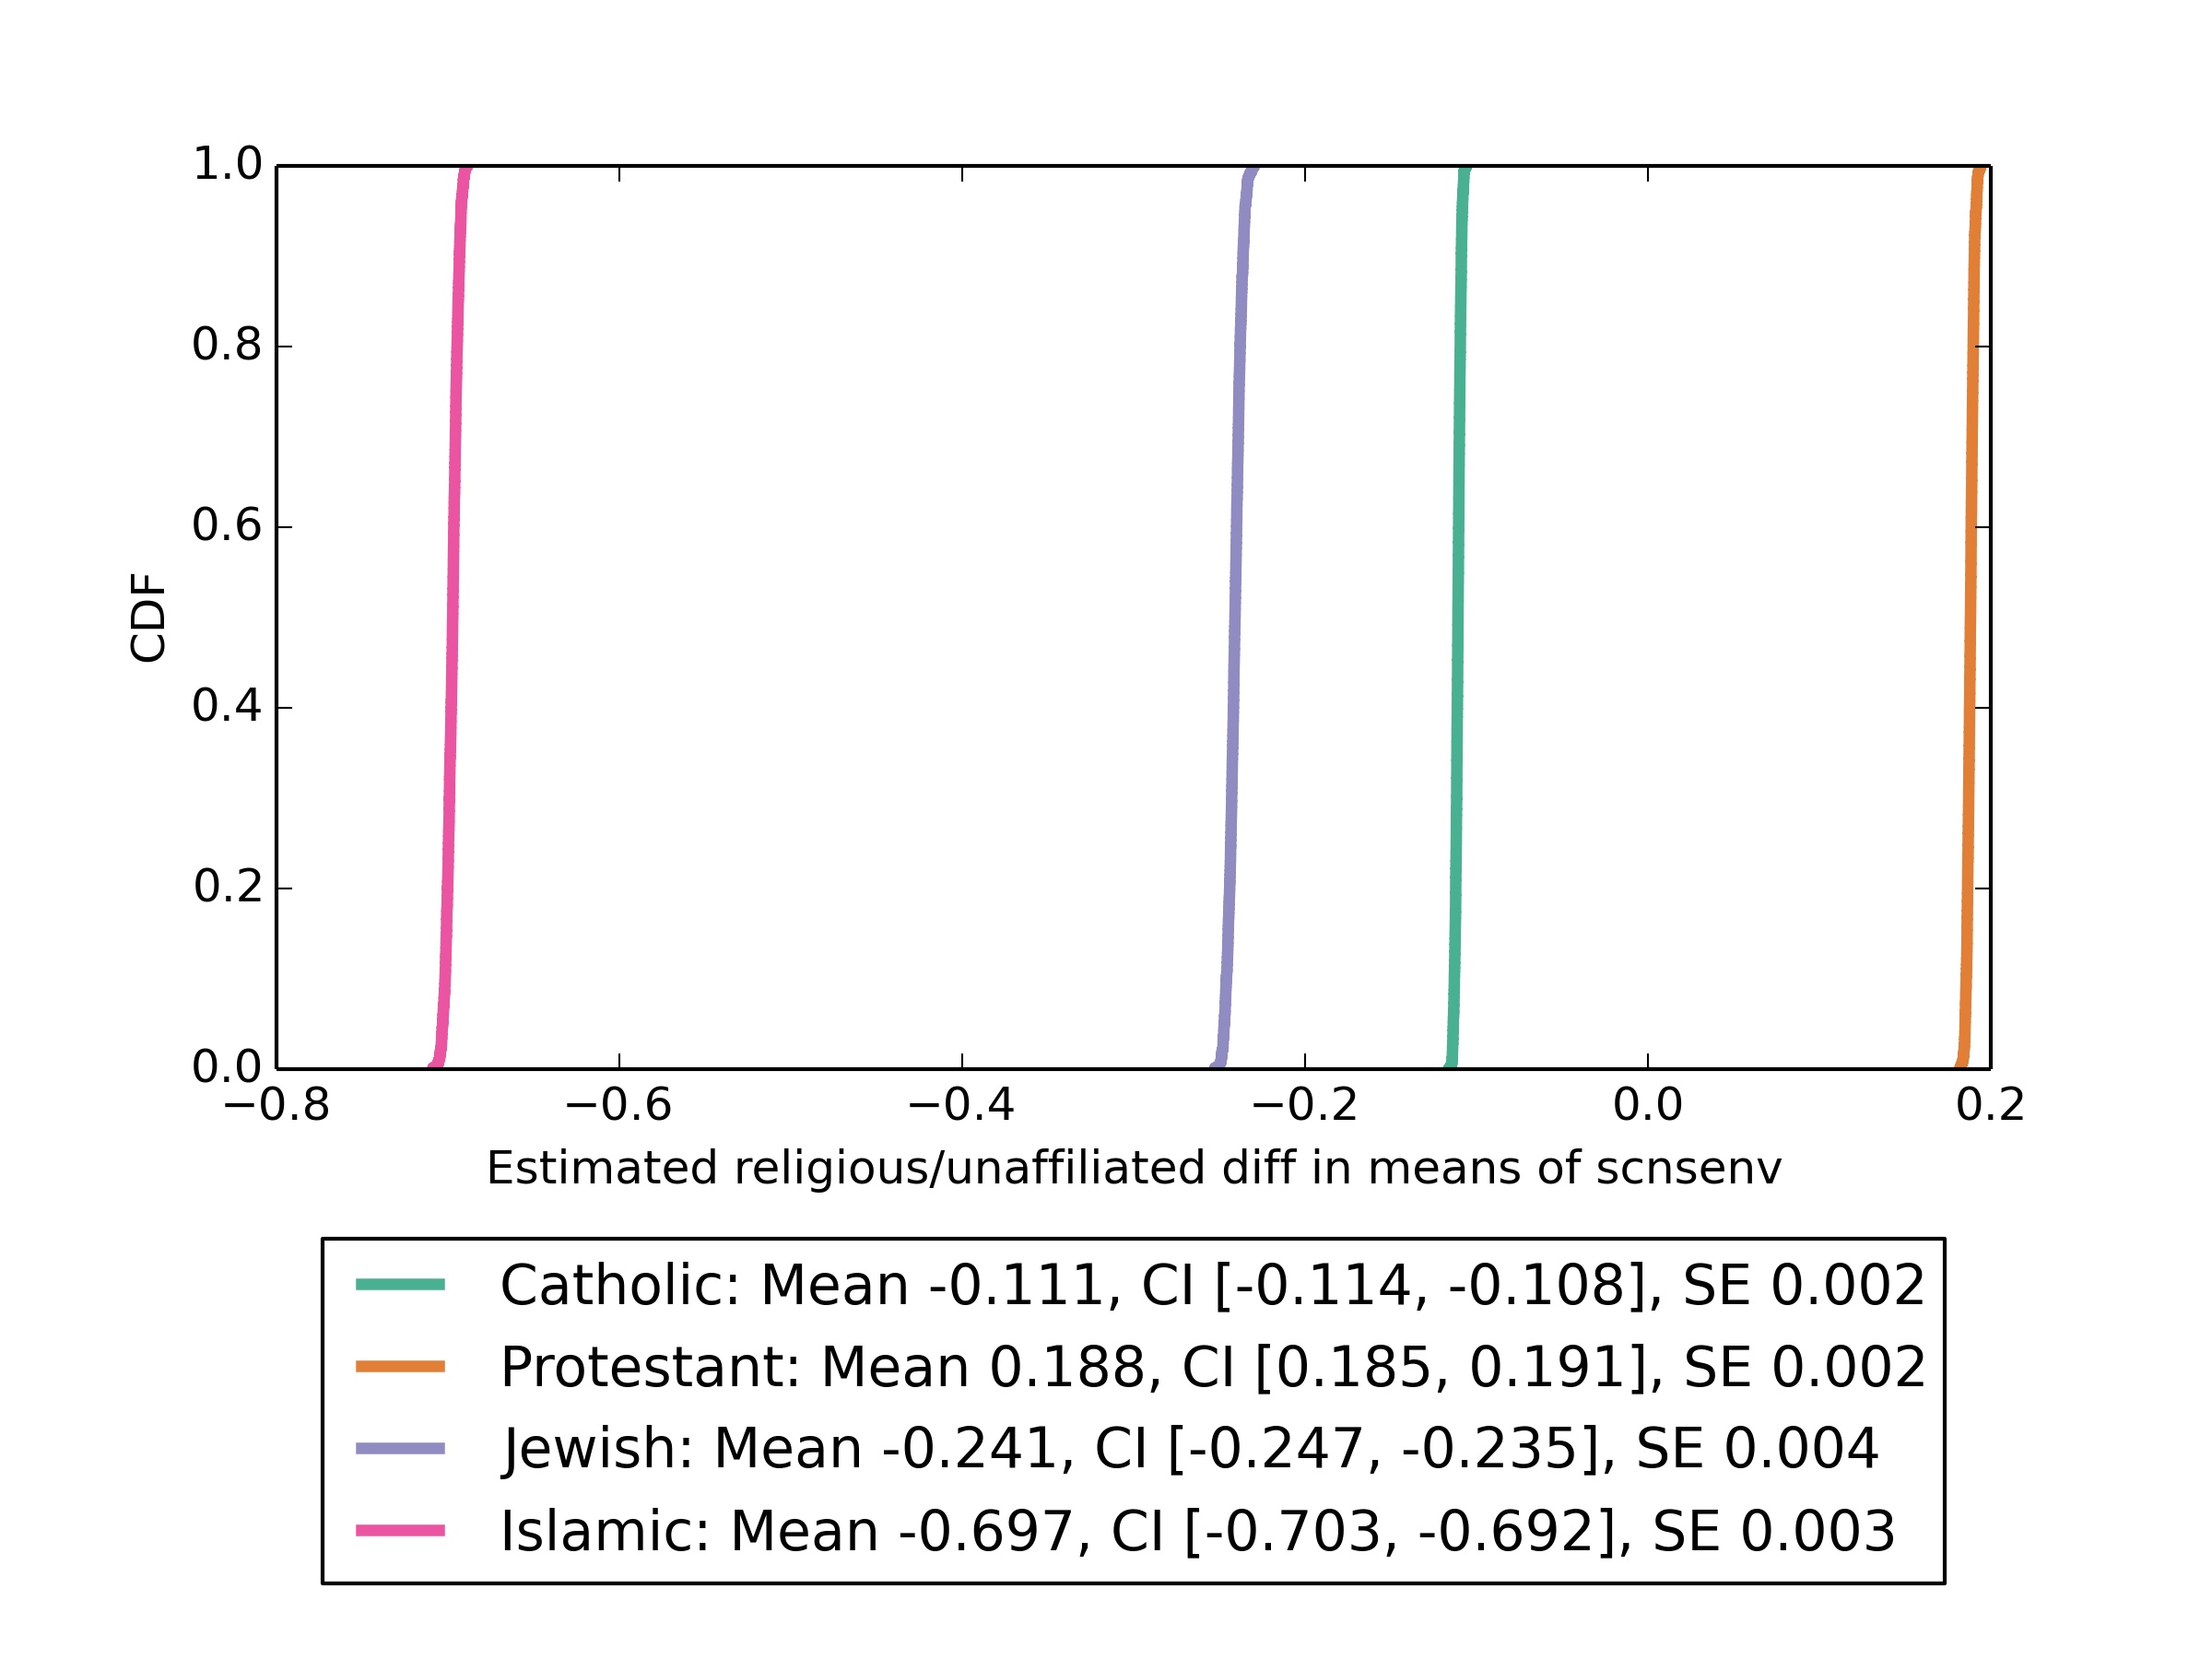 1.0
0.8
0.6
0.4
0.2
0.0
CDF
−0.8 −0.6 −0.4 −0.2 0.0 0.2
Estimated religious/unaffiliated diff in means of scnsenv
Catholic: Mean -0.111, CI [-0.114, -0.108], SE 0.002
Protestant: Mean 0.188, CI [0.185, 0.191], SE 0.002
Jewish: Mean -0.241, CI [-0.247, -0.235], SE 0.004
Islamic: Mean -0.697, CI [-0.703, -0.692], SE 0.003